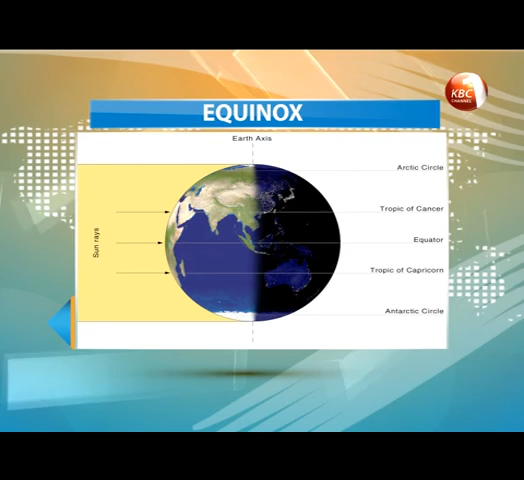 EQUINOX
KBC
CHANNEL
1
Earth Axis
Arctic Circle
Tropic of Cancer
Sun rays
Equator
Tropic of Capricorn
Antarctic Circle